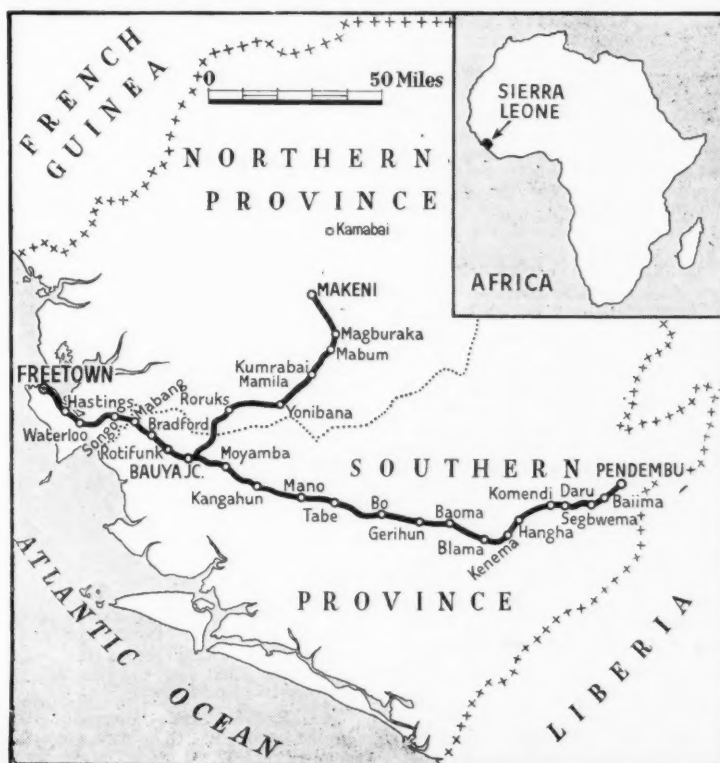 FRENCH
GUINEA
0 50 Miles
NORTHERN
PROVINCE
Kamabai
SIERRA
LEONE
AFRICA
MAKENI
Magburaka
Mabum
Kumrabai
Mamila
Yonibana
Roruks
FREETOWN
Hastings
Waterloo
Songo
Mabang
Bradford
Rotifunk
BAUYA JC.
Moyamba
Kangahun
Mano
Tabe
Bo
Gerihun
Baoma
Blama
Kenema
Hangha
Komendi
Daru
Segbwema
Baiima
PENDEMBU
SOUTHERN
PROVINCE
ATLANTIC
OCEAN
LIBERIA